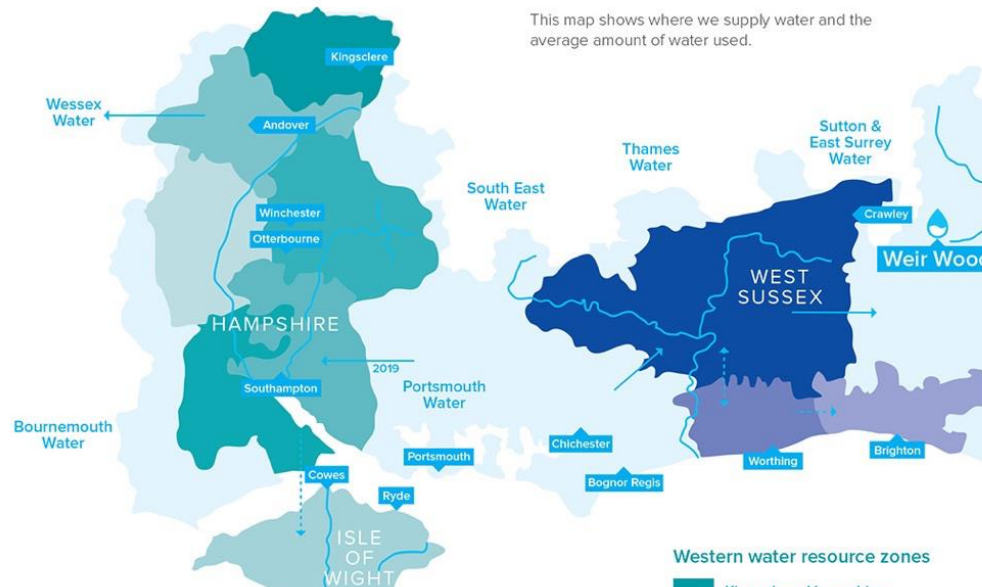 This map shows where we supply water and the
average amount of water used.
Kingsclere
Wessex
Water
Andover
Sutton &
East Surrey
Water
Thames
Water
South East
Water
Winchester
Crawley
Otterbourne
Weir Wood
WEST
SUSSEX
HAMPSHIRE
2019
Southampton
Portsmouth
Water
Bournemouth
Water
Chichester
Brighton
Portsmouth
Worthing
Cowes
Bognor Regis
Ryde
ISLE
OF
WIGHT
Western water resource zones